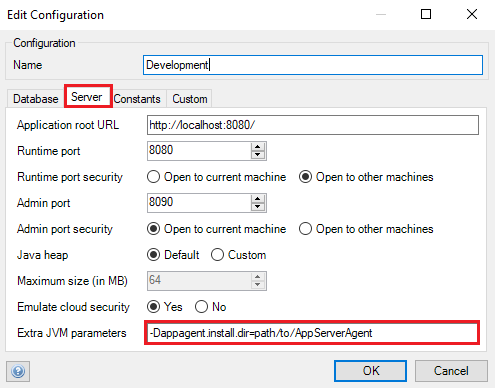 Edit Configuration
Configuration
Name Development
Database Server Constants Custom
Application root URL http://localhost:8080/
Runtime port 8080
Runtime port security Open to current machine Open to other machines
Admin port 8090
Admin port security Open to current machine Open to other machines
Java heap Default Custom
Maximum size (in MB) 64
Emulate cloud security Yes No
Extra JVM parameters -Dappagent.install.dir=path/to/AppServerAgent
? OK Cancel